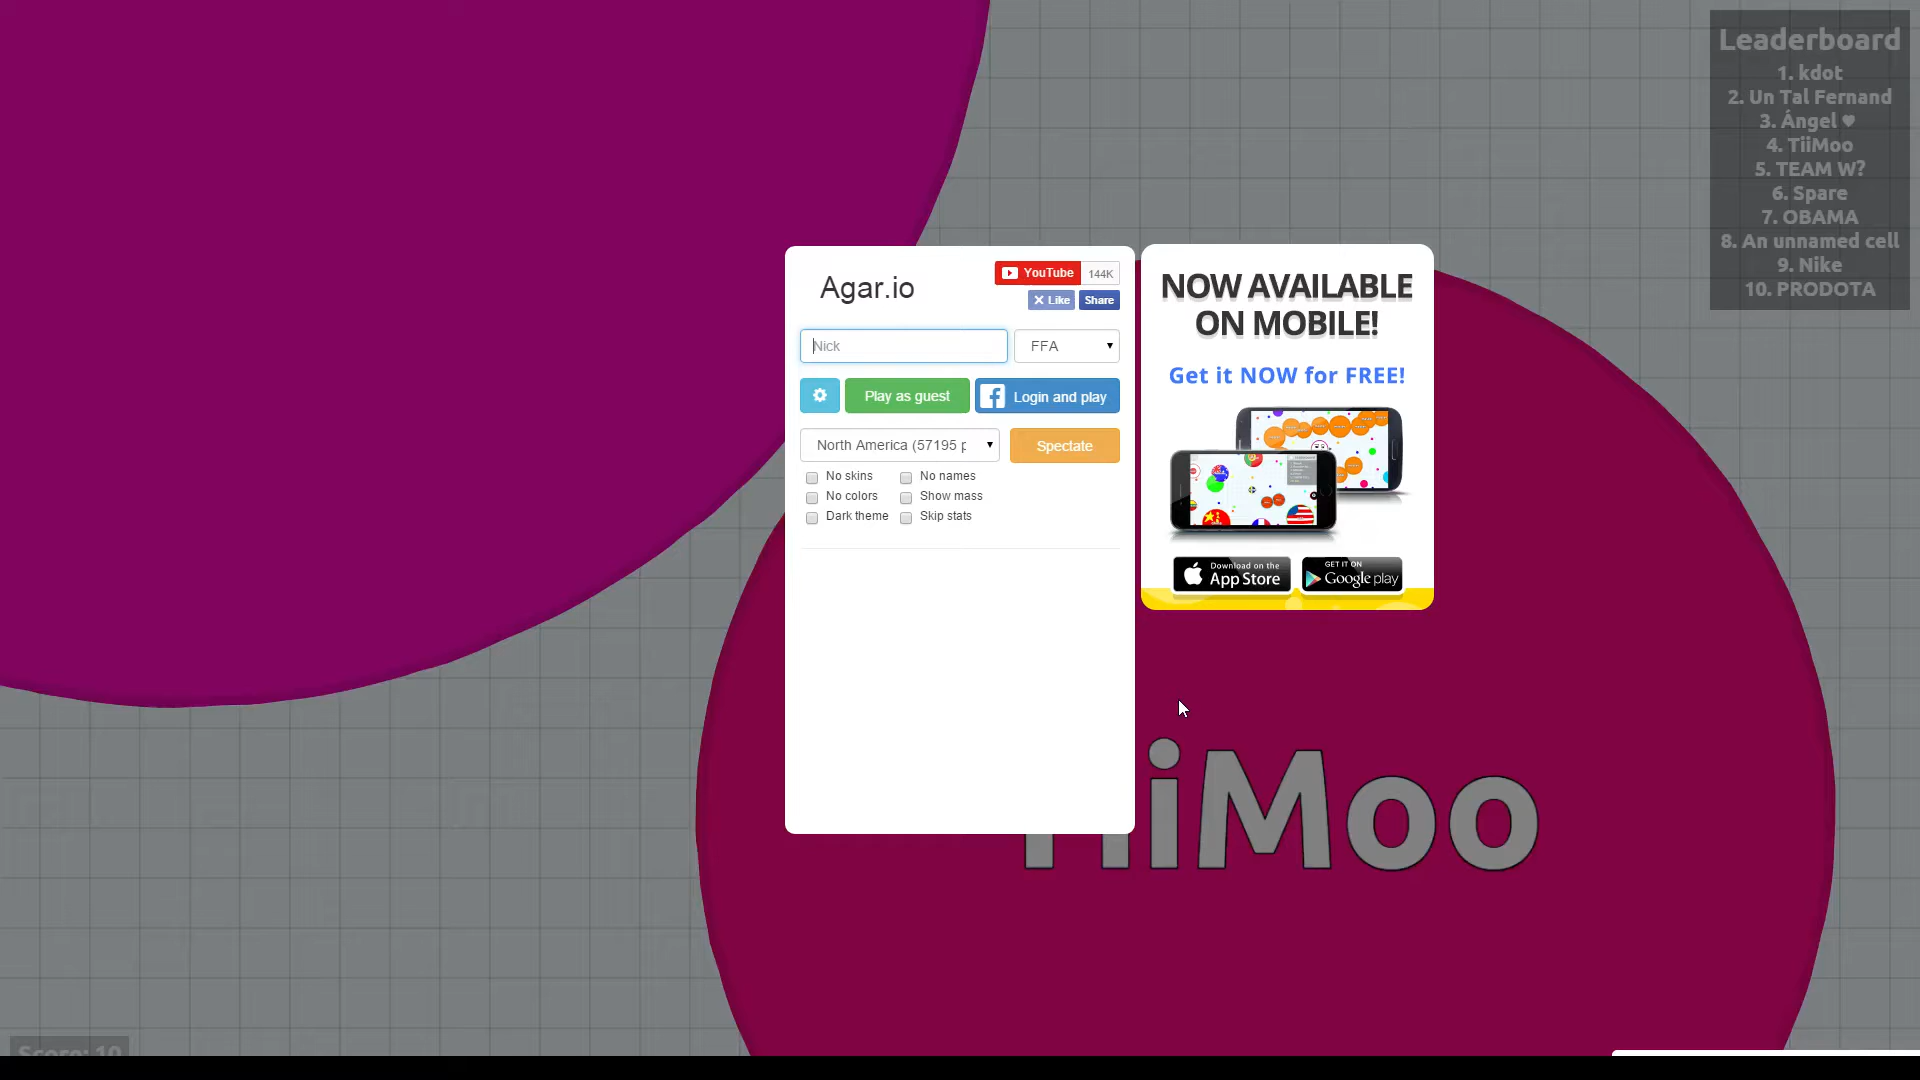 Leaderboard
1. kdot
2. Un Tal Fernand
3. Ángel ♥
4. TiiMoo
5. TEAM W?
6. Spare
7. OBAMA
8. An unnamed cell
9. Nike
10. PRODOTA
Agar.io
YouTube 144K
Like Share
Nick
FFA
Play as guest
Login and play
North America (57195 p
Spectate
No skins
No names
No colors
Show mass
Dark theme
Skip stats
NOW AVAILABLE
ON MOBILE!
Get it NOW for FREE!
Download on the
App Store
GET IT ON
Google play
TiiMoo
Score: 10